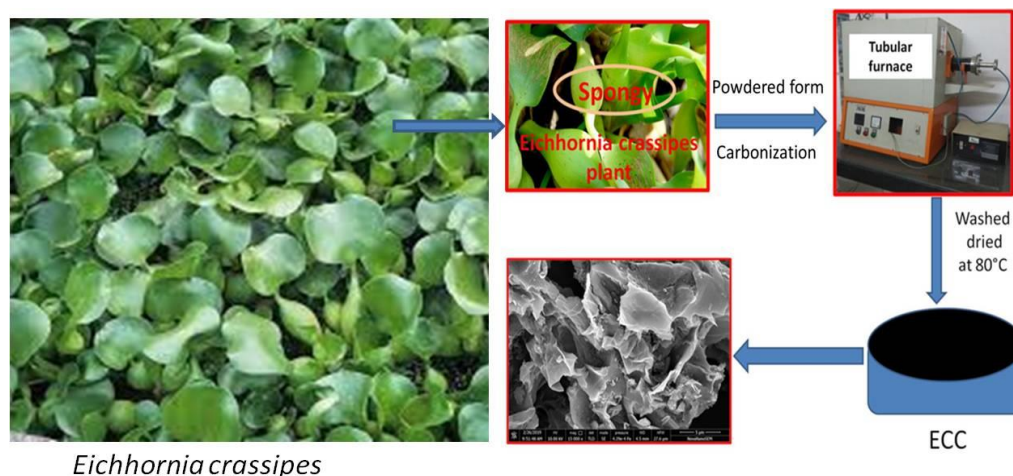 Eichhornia crassipes
Spongy
Eichhornia crassipes
plant
Powdered form
Carbonization
Tubular
furnace
Washed
dried
at 80°C
ECC